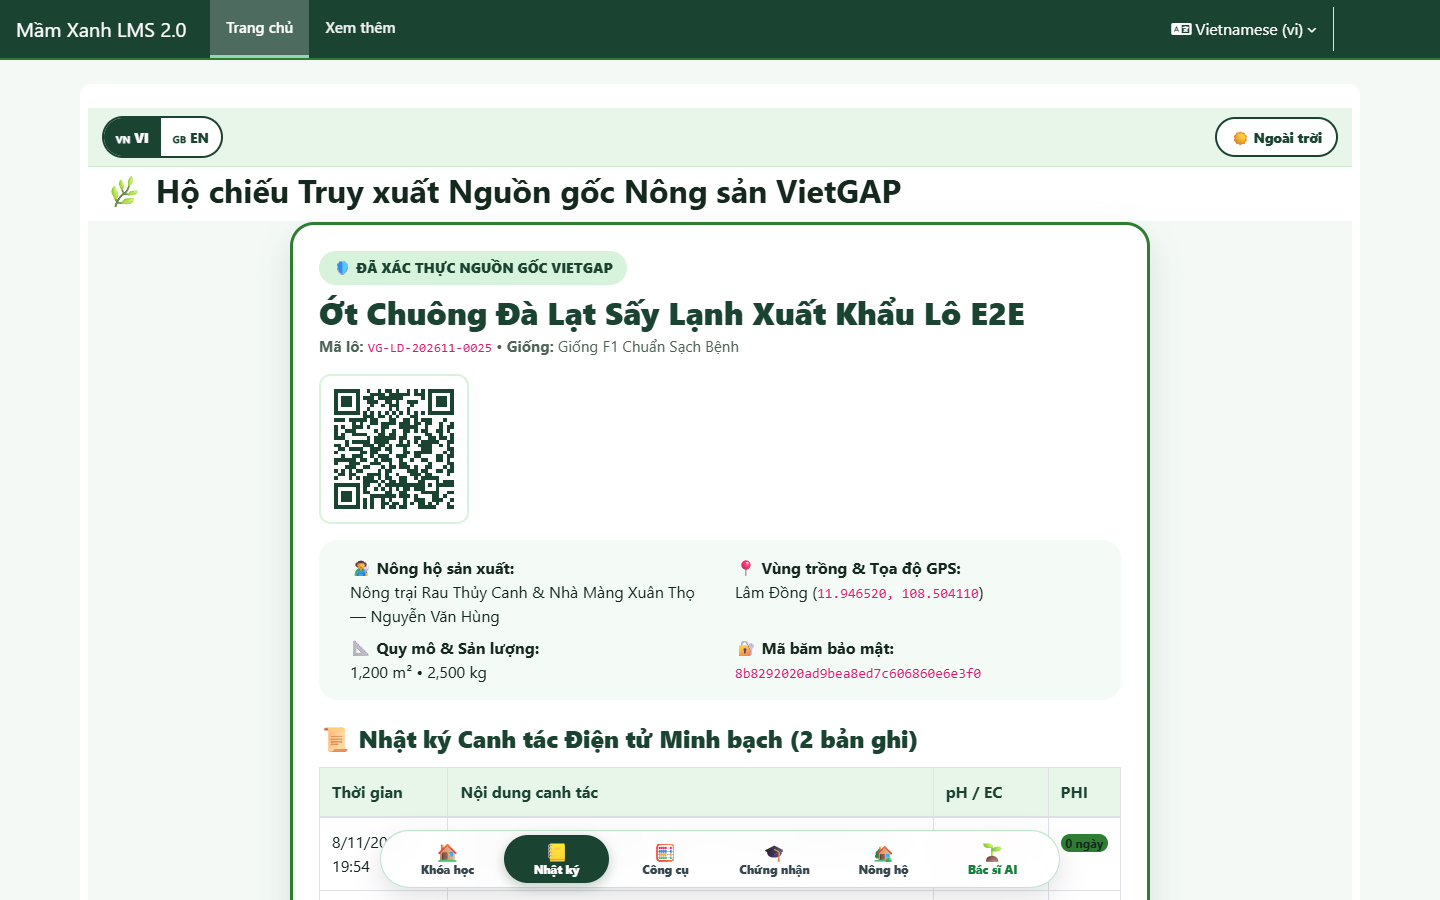 Mầm Xanh LMS 2.0
Trang chủ
Xem thêm
Vietnamese (vi)
VN VI
GB EN
Ngoài trời
Hộ chiếu Truy xuất Nguồn gốc Nông sản VietGAP
ĐÃ XÁC THỰC NGUỒN GỐC VIETGAP
Ớt Chuông Đà Lạt Sấy Lạnh Xuất Khẩu Lô E2E
Mã lô: VG-LD-202611-0025 • Giống: Giống F1 Chuẩn Sạch Bệnh
Nông hộ sản xuất:
Nông trại Rau Thủy Canh & Nhà Màng Xuân Thọ
— Nguyễn Văn Hùng
Vùng trồng & Tọa độ GPS:
Lâm Đồng (11.946520, 108.504110)
Quy mô & Sản lượng:
1,200 m² • 2,500 kg
Mã băm bảo mật:
8b8292020ad9bea8ed7c606860e6e3f0
Nhật ký Canh tác Điện tử Minh bạch (2 bản ghi)
Thời gian
Nội dung canh tác
pH / EC
PHI
19:54
0 ngày
Khóa học
Nhật ký
Công cụ
Chứng nhận
Nông hộ
Bác sĩ AI